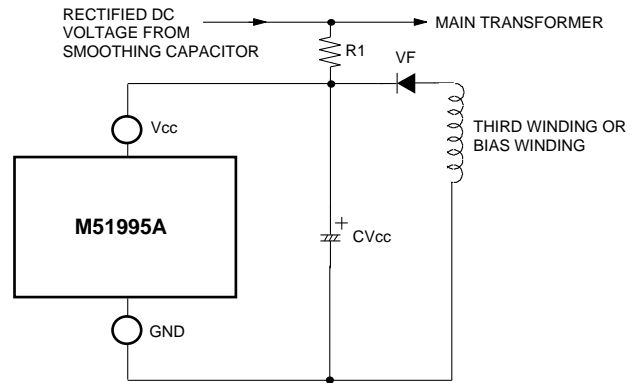 RECTIFIED DC
VOLTAGE FROM
SMOOTHING CAPACITOR
MAIN TRANSFORMER
R1
VF
THIRD WINDING OR
BIAS WINDING
Vcc
M51995A
+
CVcc
GND